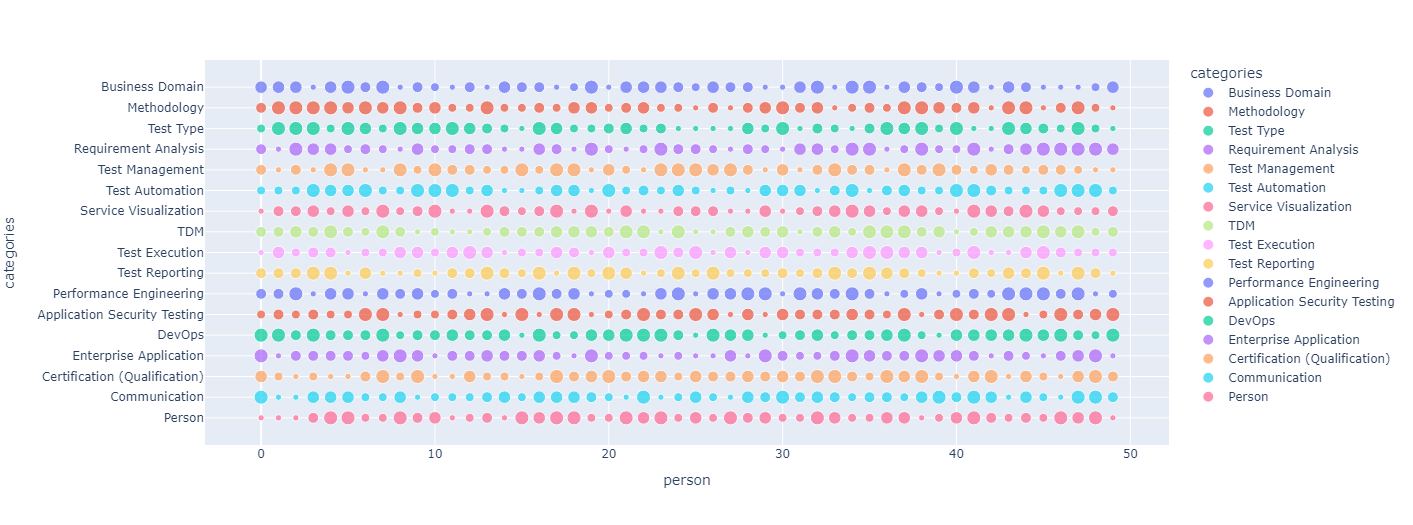 categories
Business Domain
Methodology
Test Type
Requirement Analysis
Test Management
Test Automation
Service Visualization
TDM
Test Execution
Test Reporting
Performance Engineering
Application Security Testing
DevOps
Enterprise Application
Certification (Qualification)
Communication
Person
0 10 20 30 40 50
person
categories
Business Domain
Methodology
Test Type
Requirement Analysis
Test Management
Test Automation
Service Visualization
TDM
Test Execution
Test Reporting
Performance Engineering
Application Security Testing
DevOps
Enterprise Application
Certification (Qualification)
Communication
Person